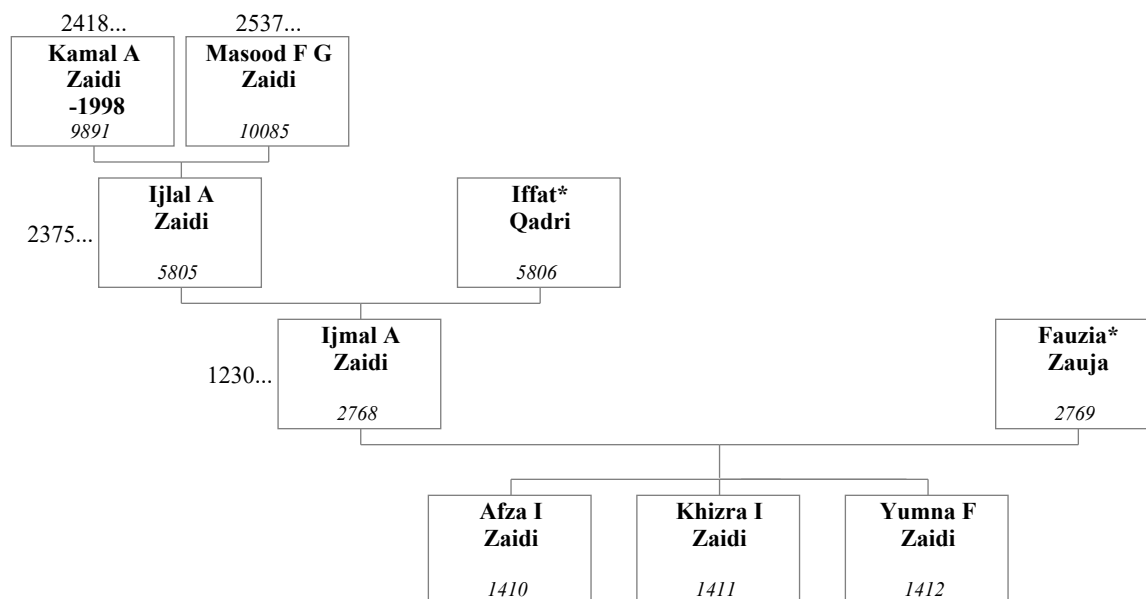 2418...
2537...
Kamal A
Zaidi
-1998
9891
Masood F G
Zaidi
10085
2375...
Ijlal A
Zaidi
5805
Iffat*
Qadri
5806
1230...
Ijmal A
Zaidi
2768
Fauzia*
Zauja
2769
Afza I
Zaidi
1410
Khizra I
Zaidi
1411
Yumna F
Zaidi
1412